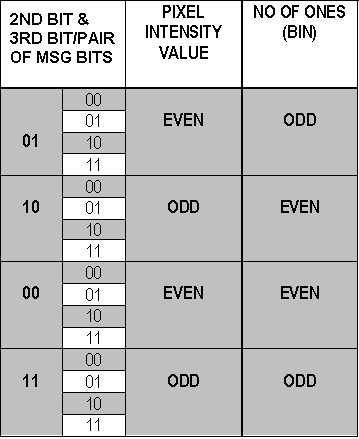 2ND BIT &
3RD BIT/PAIR
OF MSG BITS
PIXEL
INTENSITY
VALUE
NO OF ONES
(BIN)
01
00
01
10
11
EVEN
ODD
10
00
01
10
11
ODD
EVEN
00
00
01
10
11
EVEN
EVEN
11
00
01
10
11
ODD
ODD